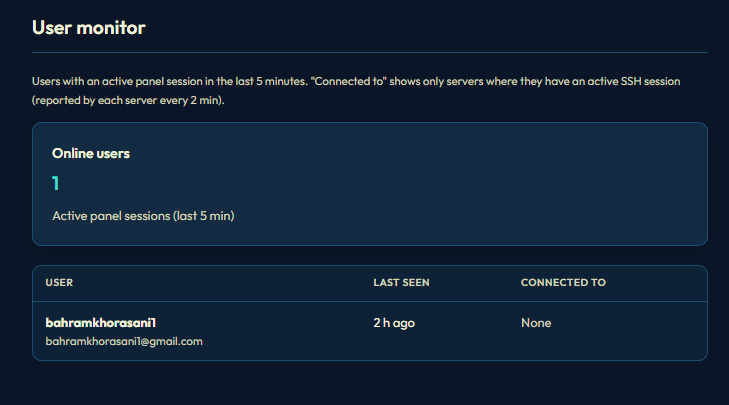 User monitor
Users with an active panel session in the last 5 minutes. "Connected to" shows only servers where they have an active SSH session
(reported by each server every 2 min).
Online users
1
Active panel sessions (last 5 min)
USER LAST SEEN CONNECTED TO
bahramkhorasani1 2 h ago None
bahramkhorasani1@gmail.com